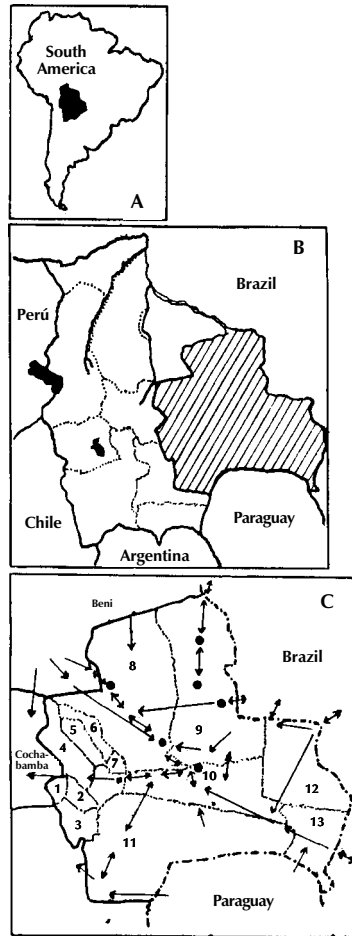 South
America
A
B
Brazil
Perú
Chile
Paraguay
Argentina
C
Beni
Brazil
8
5
6
9
4
Cocha-
bamba
7
10
1
2
12
3
13
11
Paraguay